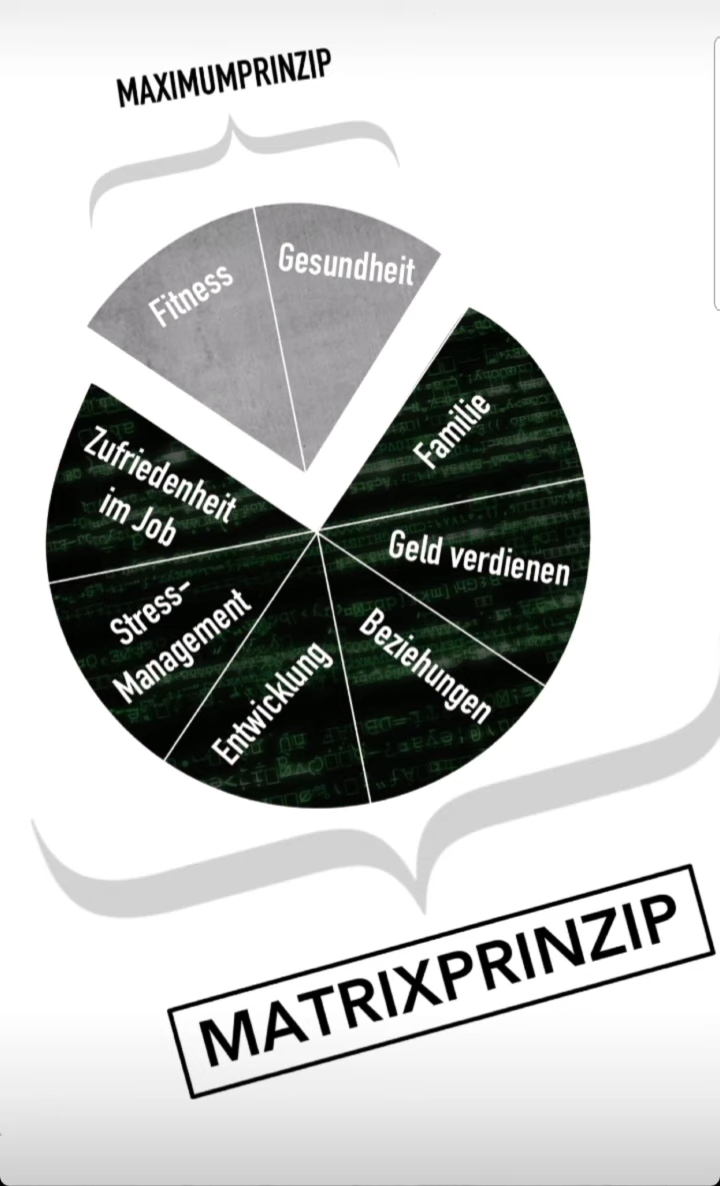 MAXIMUMPRINZIP
Fitness
Gesundheit
Familie
Zufriedenheit
im Job
Geld verdienen
Stress-
Management
Beziehungen
Entwicklung
MATRIXPRINZIP